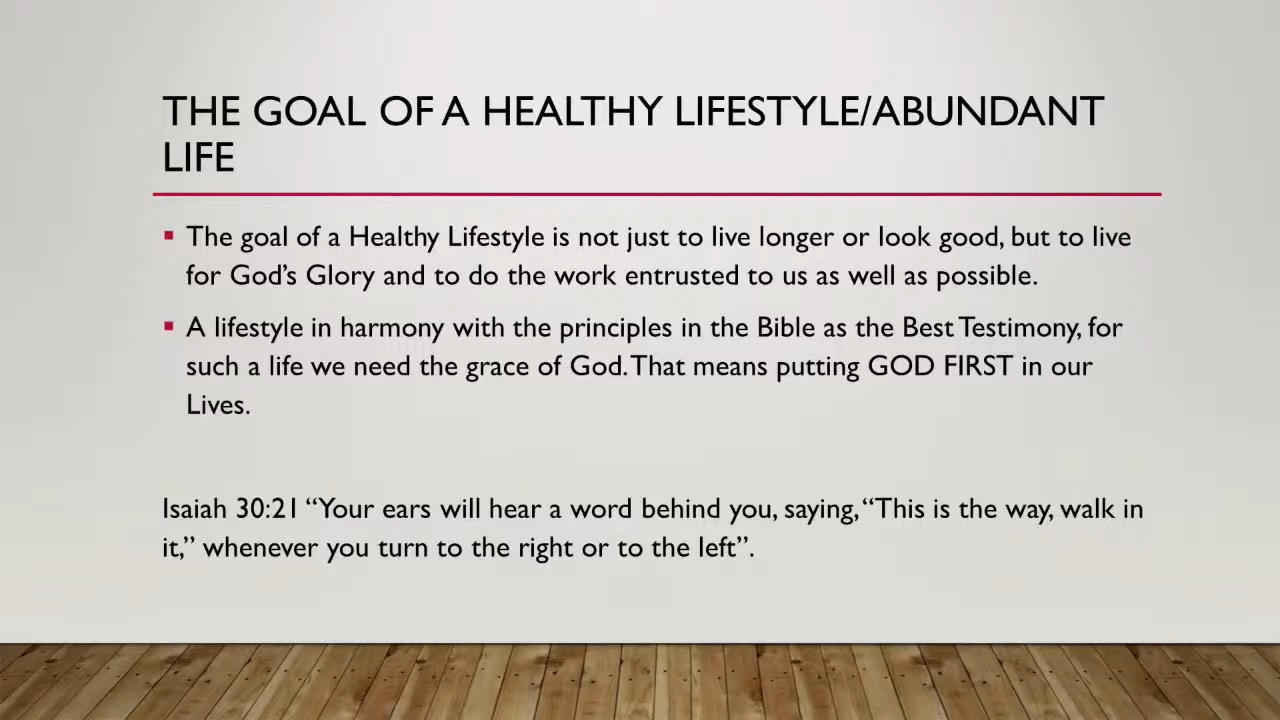 THE GOAL OF A HEALTHY LIFESTYLE/ABUNDANT
LIFE
▪ The goal of a Healthy Lifestyle is not just to live longer or look good, but to live
for God’s Glory and to do the work entrusted to us as well as possible.
▪ A lifestyle in harmony with the principles in the Bible as the Best Testimony, for
such a life we need the grace of God. That means putting GOD FIRST in our
Lives.
Isaiah 30:21 “Your ears will hear a word behind you, saying, “This is the way, walk in
it,” whenever you turn to the right or to the left”.